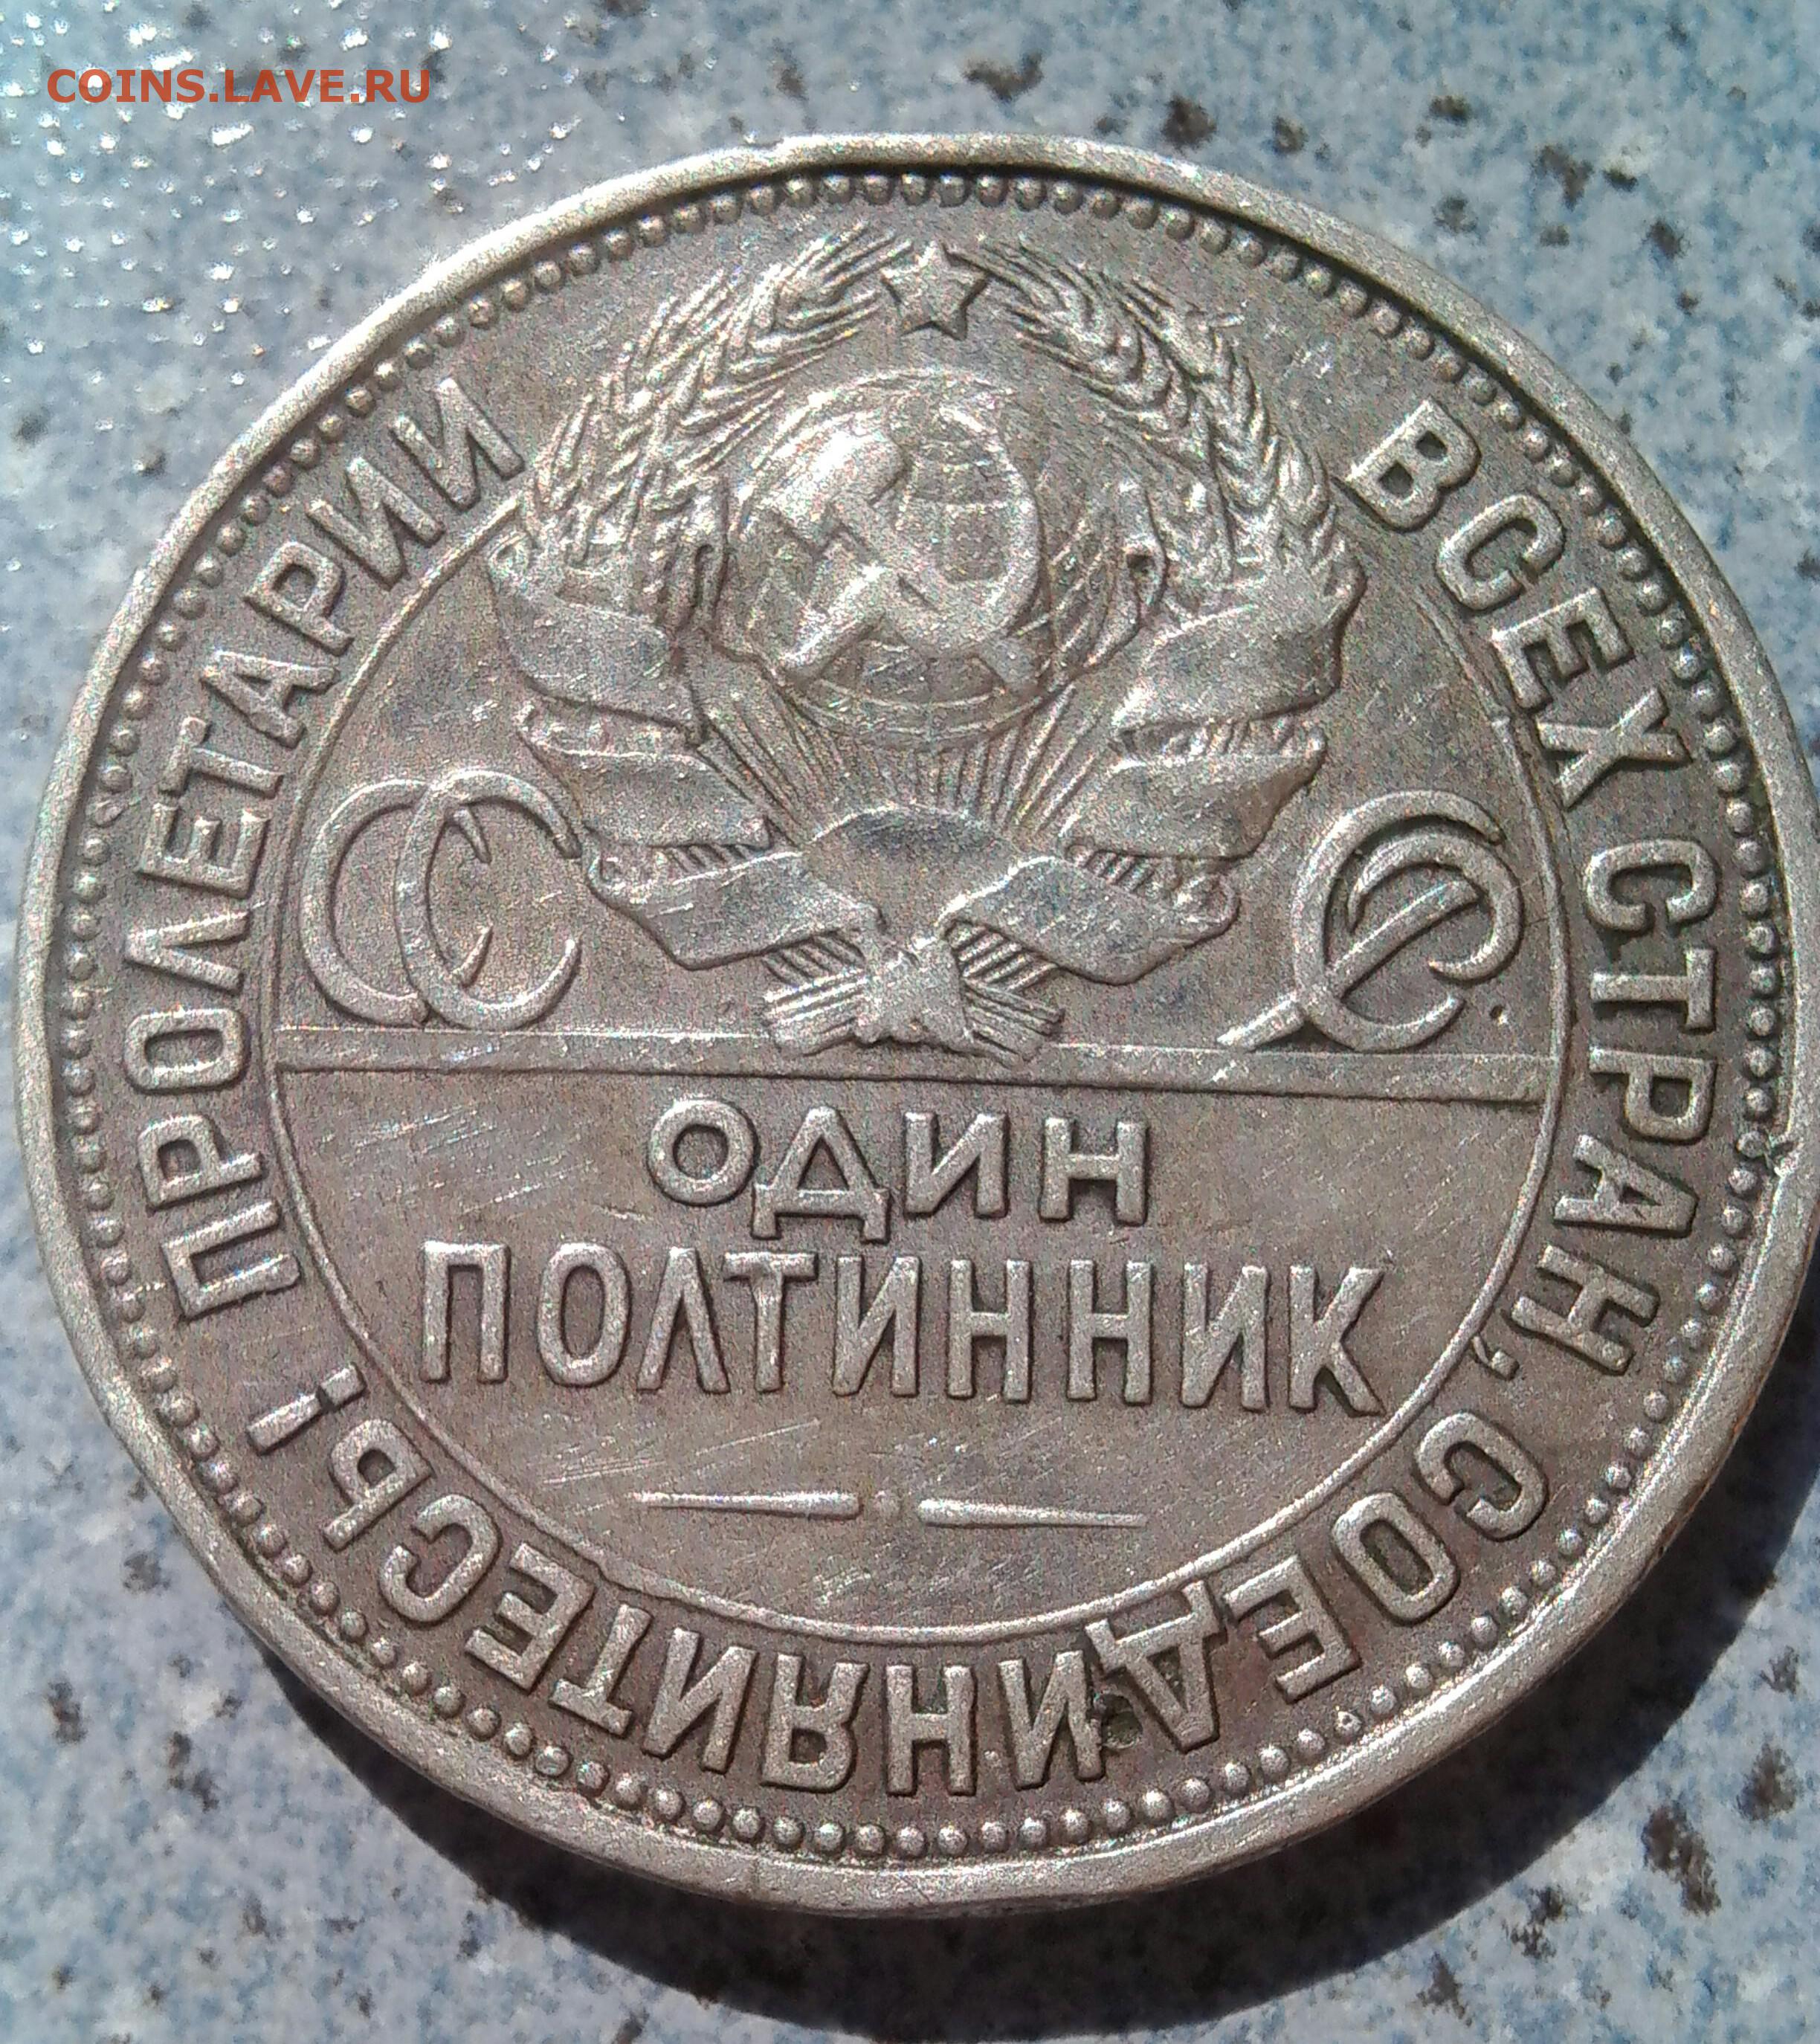 COINS.LAVE.RU
ПРОЛЕТАРИИ ВСЕХ СТРАН, СОЕДИНЯЙТЕСЬ!
СССР
ОДИН
ПОЛТИННИК